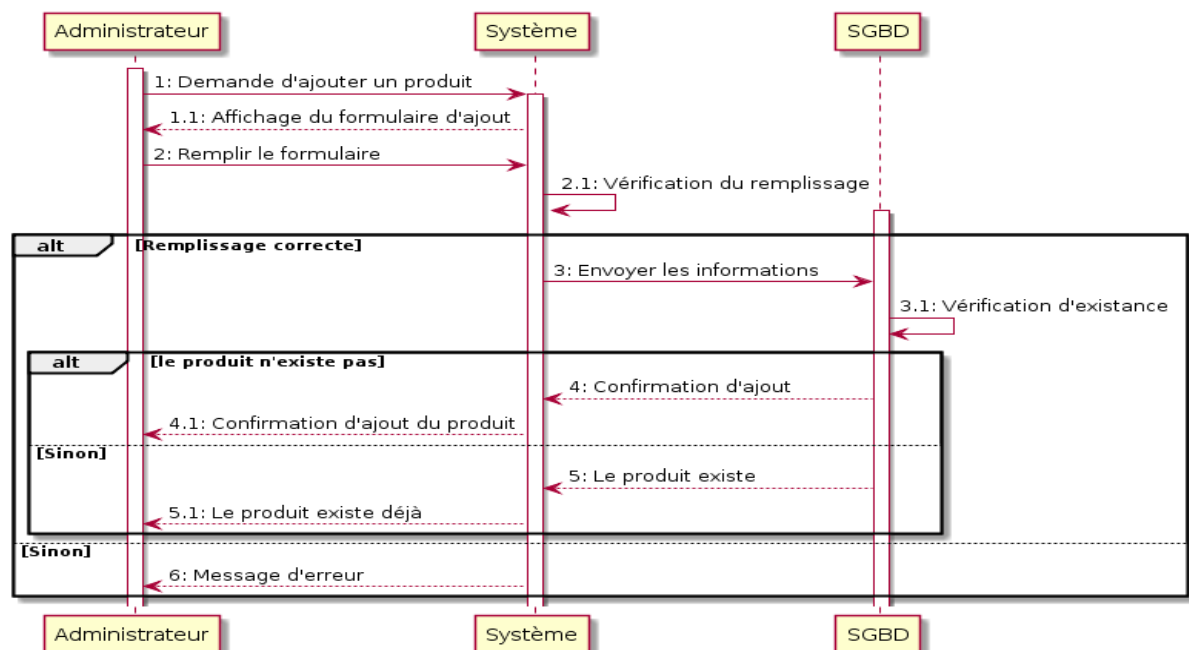 Administrateur
Système
SGBD
1: Demande d'ajouter un produit
1.1: Affichage du formulaire d'ajout
2: Remplir le formulaire
2.1: Vérification du remplissage
alt
[Remplissage correcte]
3: Envoyer les informations
3.1: Vérification d'existance
alt
[le produit n'existe pas]
4: Confirmation d'ajout
4.1: Confirmation d'ajout du produit
[Sinon]
5: Le produit existe
5.1: Le produit existe déjà
[Sinon]
6: Message d'erreur
Administrateur
Système
SGBD